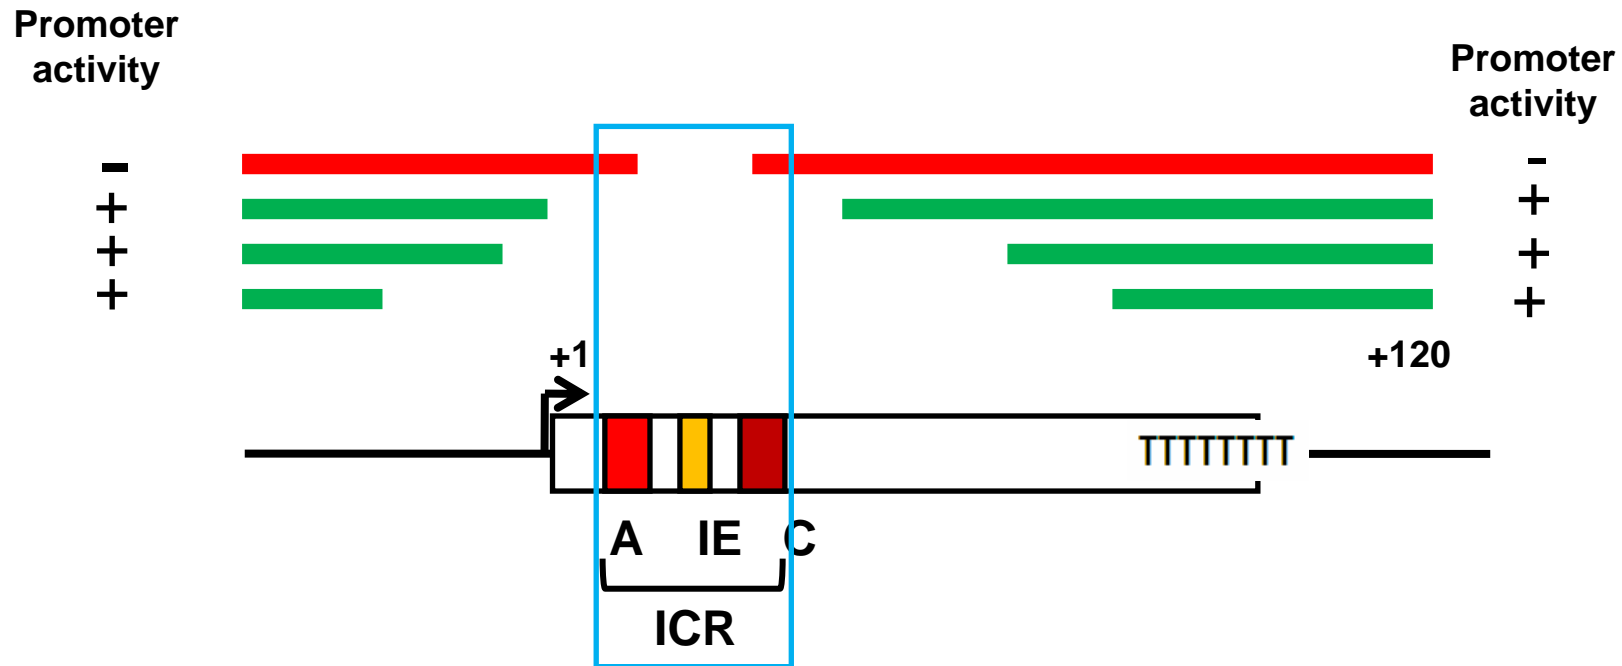 Promoter
activity
Promoter
activity
-
-
+
+
+
+
+
+
+1
+120
TTTTTTTT
A IE C
ICR